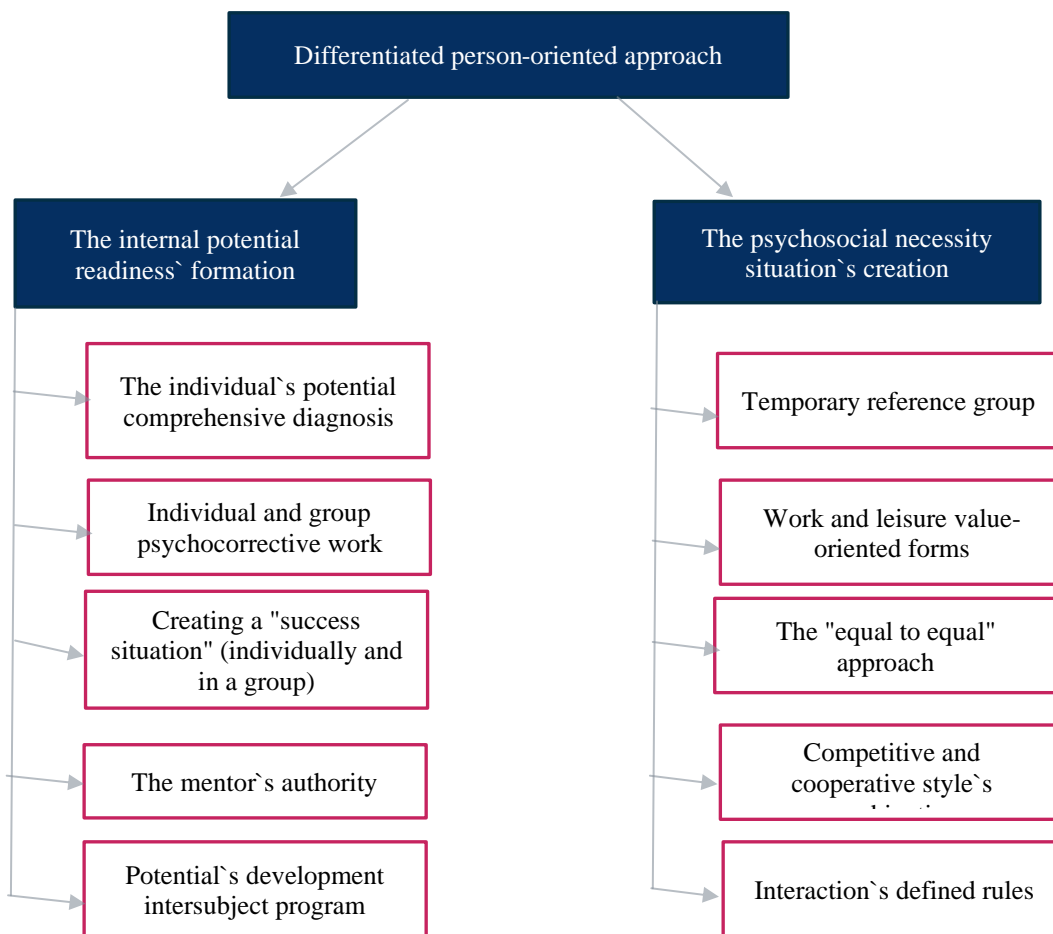 Differentiated person-oriented approach
The internal potential
readiness` formation
The individual`s potential
comprehensive diagnosis
Individual and group
psychocorrective work
Creating a "success
situation" (individually and
in a group)
The mentor`s authority
Potential`s development
intersubject program
The psychosocial necessity
situation`s creation
Temporary reference group
Work and leisure value-
oriented forms
The "equal to equal"
approach
Competitive and
cooperative style`s
Interaction`s defined rules